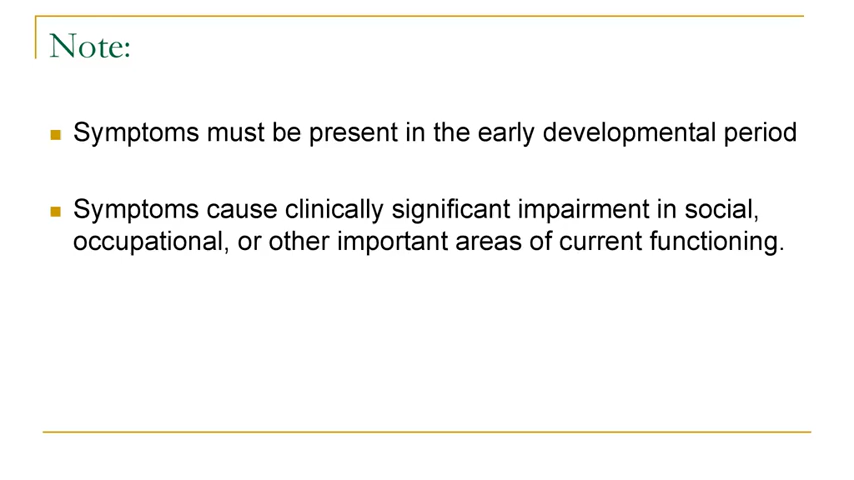 Note:
Symptoms must be present in the early developmental period
Symptoms cause clinically significant impairment in social,
occupational, or other important areas of current functioning.